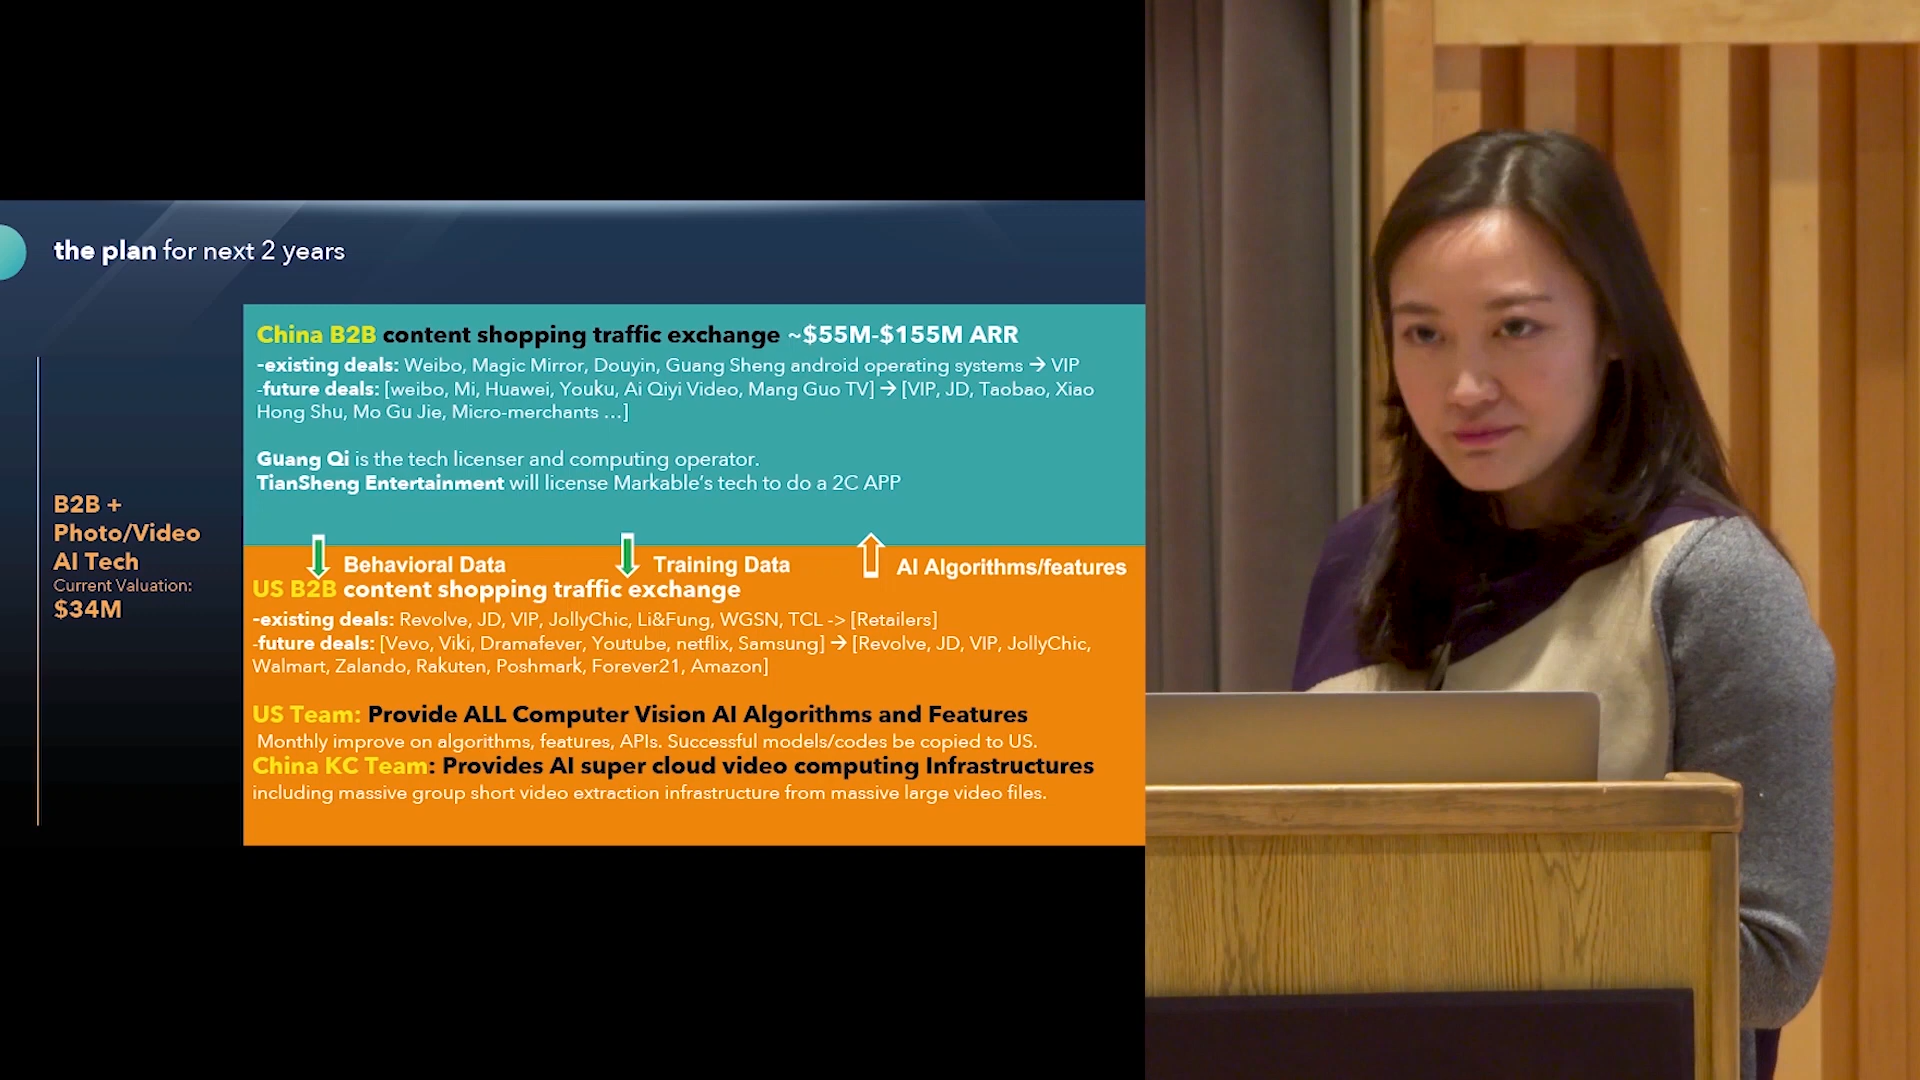 the plan for next 2 years
China B2B content shopping traffic exchange ~$55M-$155M ARR
-existing deals: Weibo, Magic Mirror, Douyin, Guang Sheng android operating systems → VIP
-future deals: [weibo, Mi, Huawei, Youku, Ai Qiyi Video, Mang Guo TV] → [VIP, JD, Taobao, Xiao
Hong Shu, Mo Gu Jie, Micro-merchants ...]
Guang Qi is the tech licenser and computing operator.
TianSheng Entertainment will license Markable's tech to do a 2C APP
B2B +
Photo/Video
AI Tech
Current Valuation:
$34M
Behavioral Data
Training Data
AI Algorithms/features
US B2B content shopping traffic exchange
-existing deals: Revolve, JD, VIP, JollyChic, Li&Fung, WGSN, TCL -> [Retailers]
-future deals: [Vevo, Viki, Dramafever, Youtube, netflix, Samsung] → [Revolve, JD, VIP, JollyChic,
Walmart, Zalando, Rakuten, Poshmark, Forever21, Amazon]
US Team: Provide ALL Computer Vision AI Algorithms and Features
Monthly improve on algorithms, features, APIs. Successful models/codes be copied to US.
China KC Team: Provides AI super cloud video computing Infrastructures
including massive group short video extraction infrastructure from massive large video files.